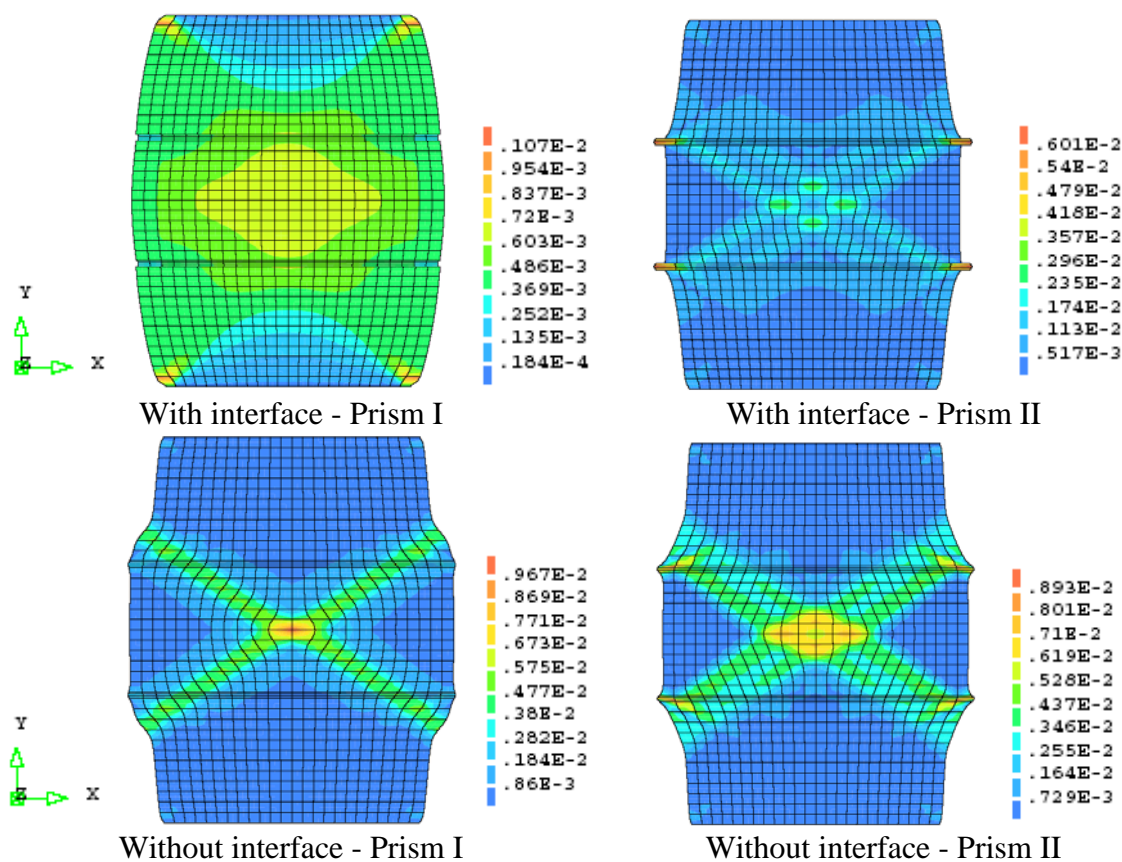 .107E-2
.954E-3
.837E-3
.72E-3
.603E-3
.486E-3
.369E-3
.252E-3
.135E-3
.184E-4
Y
Z X
With interface - Prism I
.601E-2
.54E-2
.479E-2
.418E-2
.357E-2
.296E-2
.235E-2
.174E-2
.113E-2
.517E-3
With interface - Prism II
.967E-2
.869E-2
.771E-2
.673E-2
.575E-2
.477E-2
.38E-2
.282E-2
.184E-2
.86E-3
Y
Z X
Without interface - Prism I
.893E-2
.801E-2
.71E-2
.619E-2
.528E-2
.437E-2
.346E-2
.255E-2
.164E-2
.729E-3
Without interface - Prism II